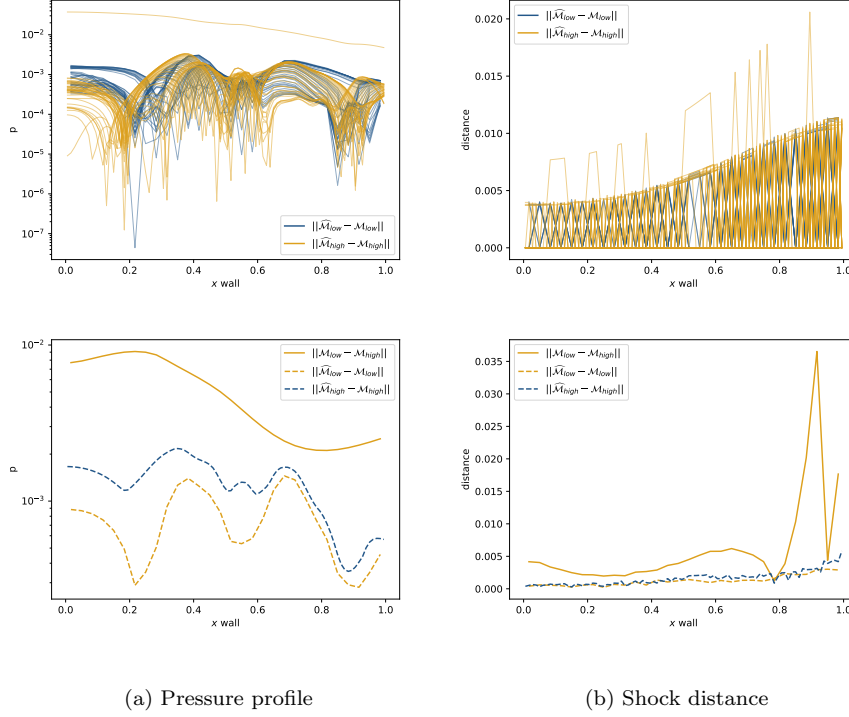 10⁻²
10⁻³
10⁻⁴
10⁻⁵
10⁻⁶
10⁻⁷
p
0.0 0.2 0.4 0.6 0.8 1.0
x wall
||M̂_low − M_low||
||M̂_high − M_high||
0.020
0.015
0.010
0.005
0.000
distance
0.0 0.2 0.4 0.6 0.8 1.0
x wall
||M̂_low − M_low||
||M̂_high − M_high||
10⁻²
10⁻³
p
0.0 0.2 0.4 0.6 0.8 1.0
x wall
||M_low − M_high||
||M̂_low − M_low||
||M̂_high − M_high||
0.035
0.030
0.025
0.020
0.015
0.010
0.005
0.000
distance
0.0 0.2 0.4 0.6 0.8 1.0
x wall
||M_low − M_high||
||M̂_low − M_low||
||M̂_high − M_high||
(a) Pressure profile
(b) Shock distance